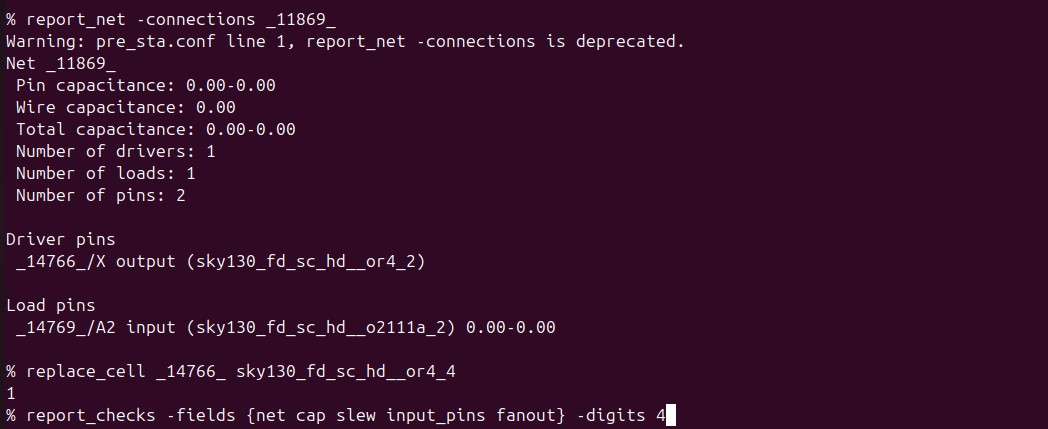 % report_net -connections _11869_
Warning: pre_sta.conf line 1, report_net -connections is deprecated.
Net _11869_
 Pin capacitance: 0.00-0.00
 Wire capacitance: 0.00
 Total capacitance: 0.00-0.00
 Number of drivers: 1
 Number of loads: 1
 Number of pins: 2

Driver pins
 _14766_/X output (sky130_fd_sc_hd__or4_2)

Load pins
 _14769_/A2 input (sky130_fd_sc_hd__o2111a_2) 0.00-0.00

% replace_cell _14766_ sky130_fd_sc_hd__or4_4
1
% report_checks -fields {net cap slew input_pins fanout} -digits 4